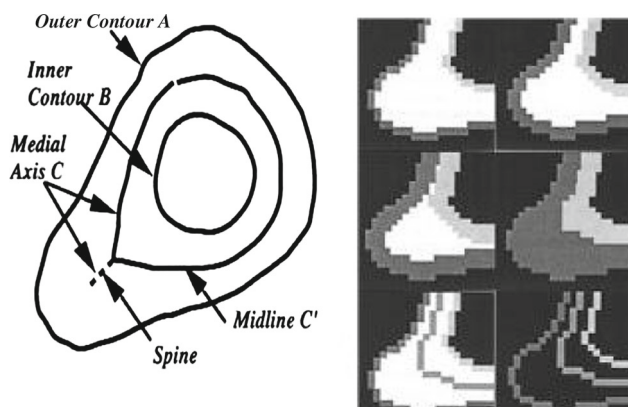 Outer Contour A
Inner
Contour B
Medial
Axis C
Midline C'
Spine